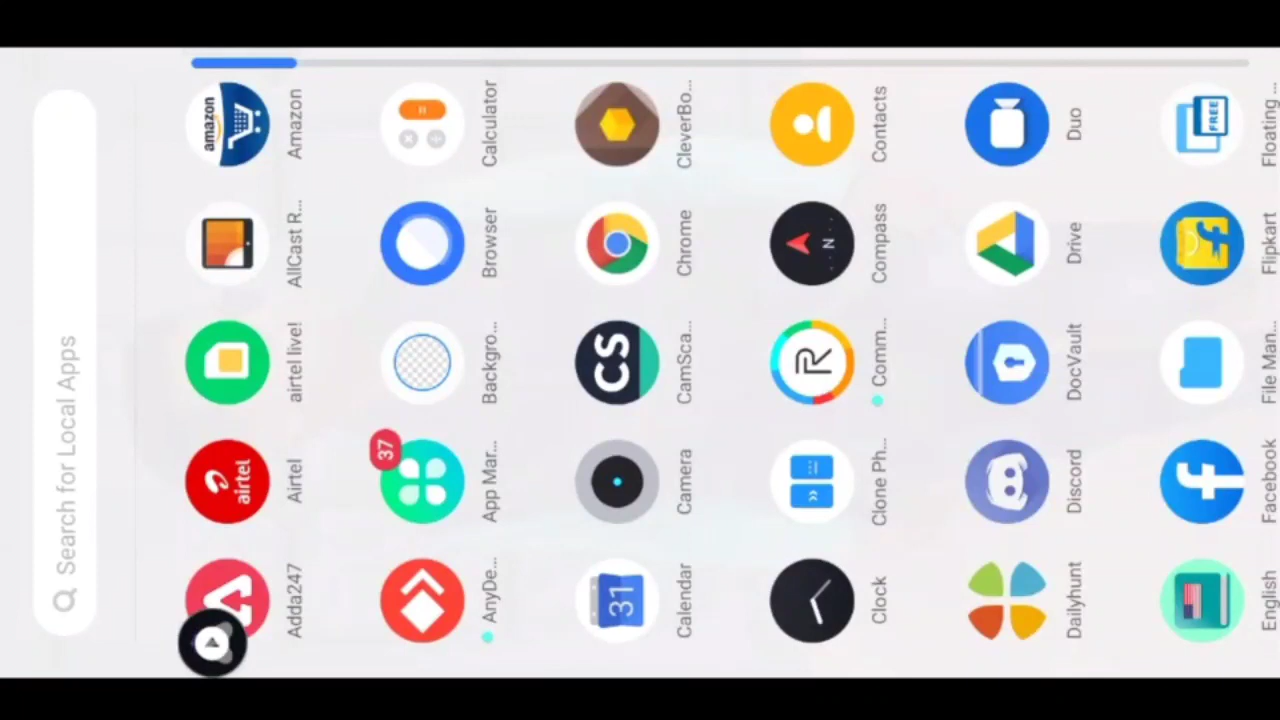 Search for Local Apps
Adda247
Airtel
airtel live!
AllCast R...
Amazon
AnyDe...
App Mar...
Backgro...
Browser
Calculator
Calendar
Camera
CamSca...
Chrome
CleverBo...
Clock
Clone Ph...
Comm...
Compass
Contacts
Dailyhunt
Discord
DocVault
Drive
Duo
English
Facebook
File Man...
Flipkart
Floating ...
airtel
amazon
37
31
CS
R
N
FREE